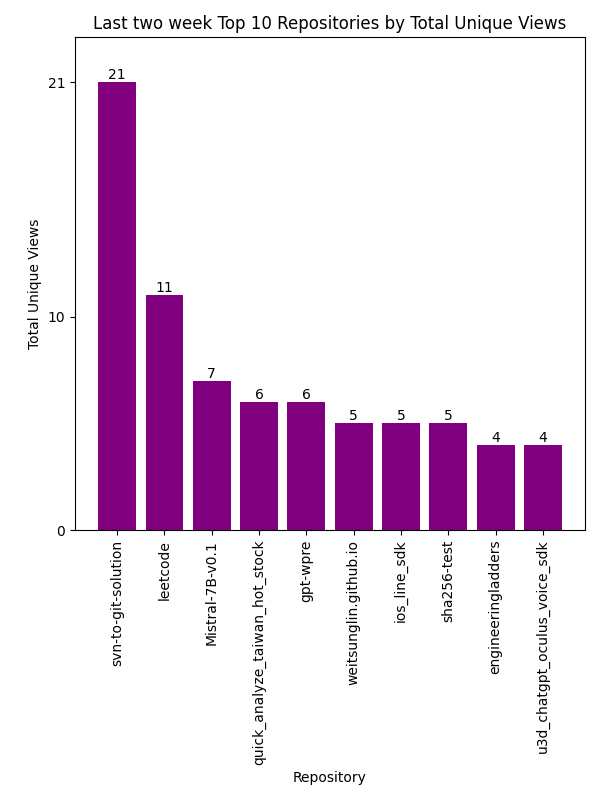 Last two week Top 10 Repositories by Total Unique Views
Total Unique Views
21
10
0
21
11
7
6
6
5
5
5
4
4
svn-to-git-solution
leetcode
Mistral-7B-v0.1
quick_analyze_taiwan_hot_stock
gpt-wpre
weitsunglin.github.io
ios_line_sdk
sha256-test
engineeringladders
u3d_chatgpt_oculus_voice_sdk
Repository